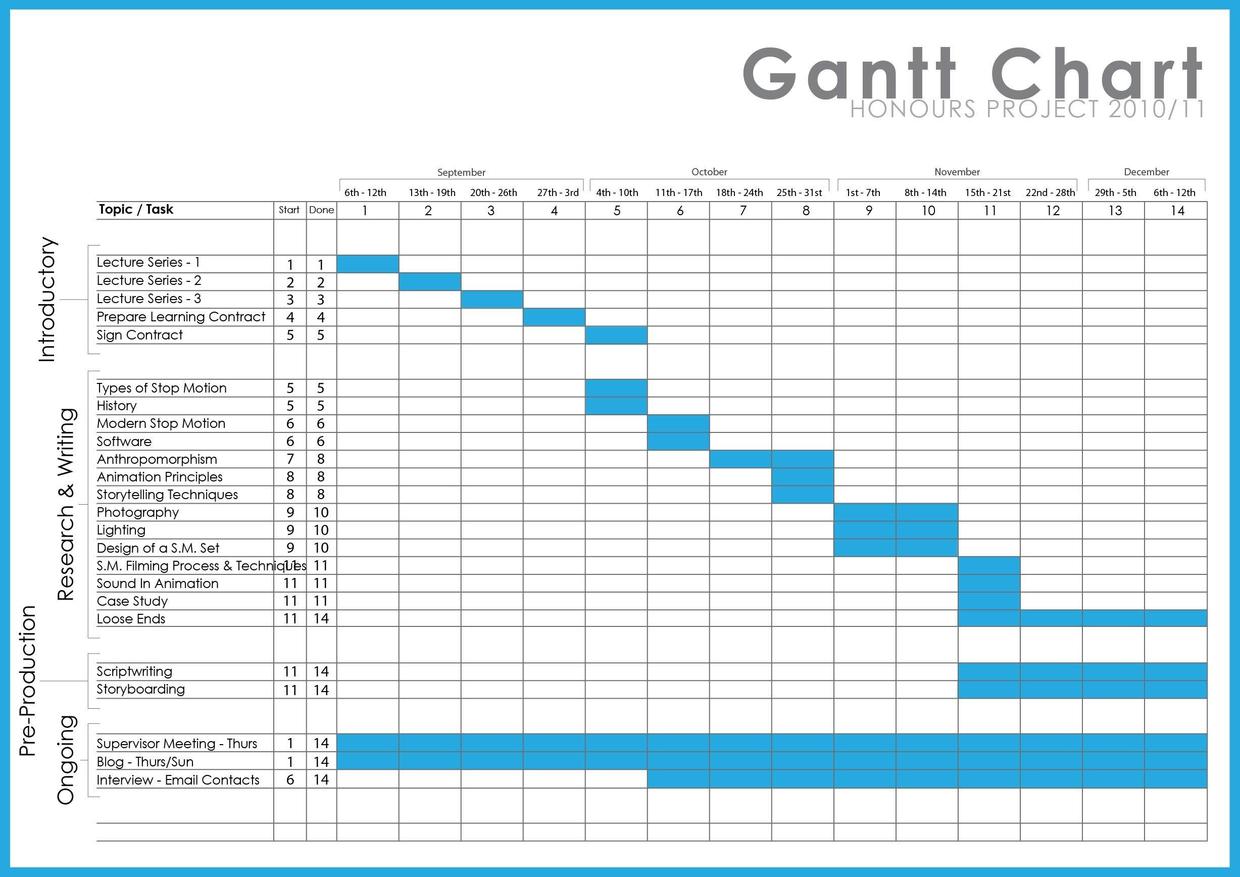 Gantt Chart
HONOURS PROJECT 2010/11
September October November December
6th - 12th 13th - 19th 20th - 26th 27th - 3rd 4th - 10th 11th - 17th 18th - 24th 25th - 31st 1st - 7th 8th - 14th 15th - 21st 22nd - 28th 29th - 5th 6th - 12th
Topic / Task Start Done 1 2 3 4 5 6 7 8 9 10 11 12 13 14
Introductory
Lecture Series - 1 1 1
Lecture Series - 2 2 2
Lecture Series - 3 3 3
Prepare Learning Contract 4 4
Sign Contract 5 5
Research & Writing
Types of Stop Motion 5 5
History 5 5
Modern Stop Motion 6 6
Software 6 6
Anthropomorphism 7 8
Animation Principles 8 8
Storytelling Techniques 8 8
Photography 9 10
Lighting 9 10
Design of a S.M. Set 9 10
S.M. Filming Process & Techniques 11 11
Sound In Animation 11 11
Case Study 11 11
Loose Ends 11 14
Pre-Production
Scriptwriting 11 14
Storyboarding 11 14
Ongoing
Supervisor Meeting - Thurs 1 14
Blog - Thurs/Sun 1 14
Interview - Email Contacts 6 14